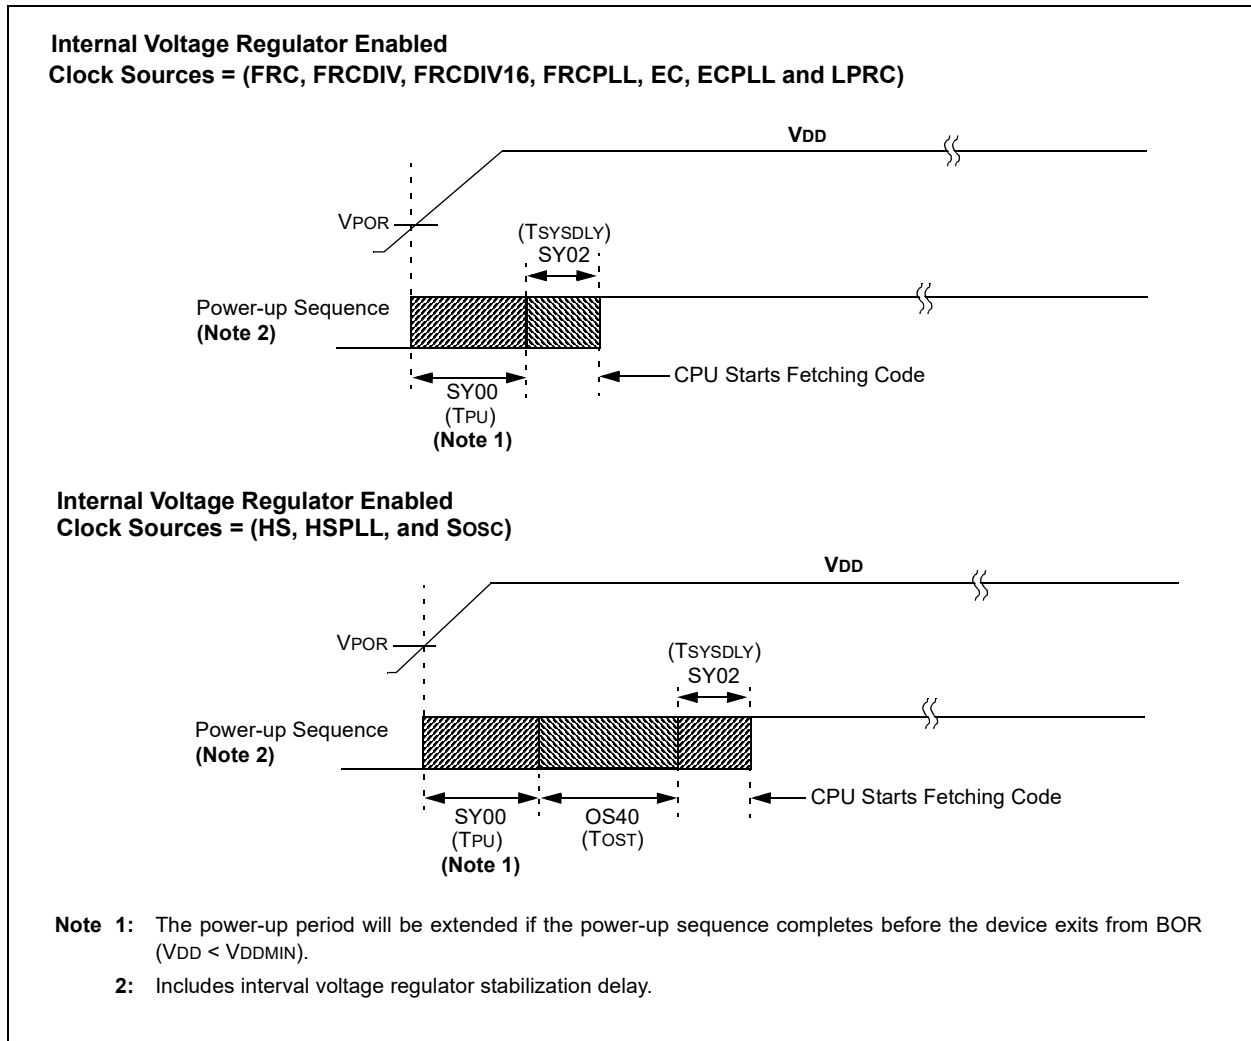 Internal Voltage Regulator Enabled
Clock Sources = (FRC, FRCDIV, FRCDIV16, FRCPLL, EC, ECPLL and LPRC)
VDD
VPOR
(TSYSDLY)
SY02
Power-up Sequence
(Note 2)
CPU Starts Fetching Code
SY00
(TPU)
(Note 1)
Internal Voltage Regulator Enabled
Clock Sources = (HS, HSPLL, and SOSC)
VDD
VPOR
(TSYSDLY)
SY02
Power-up Sequence
(Note 2)
CPU Starts Fetching Code
SY00
(TPU)
(Note 1)
OS40
(TOST)
Note 1: The power-up period will be extended if the power-up sequence completes before the device exits from BOR
(VDD < VDDMIN).
2: Includes interval voltage regulator stabilization delay.